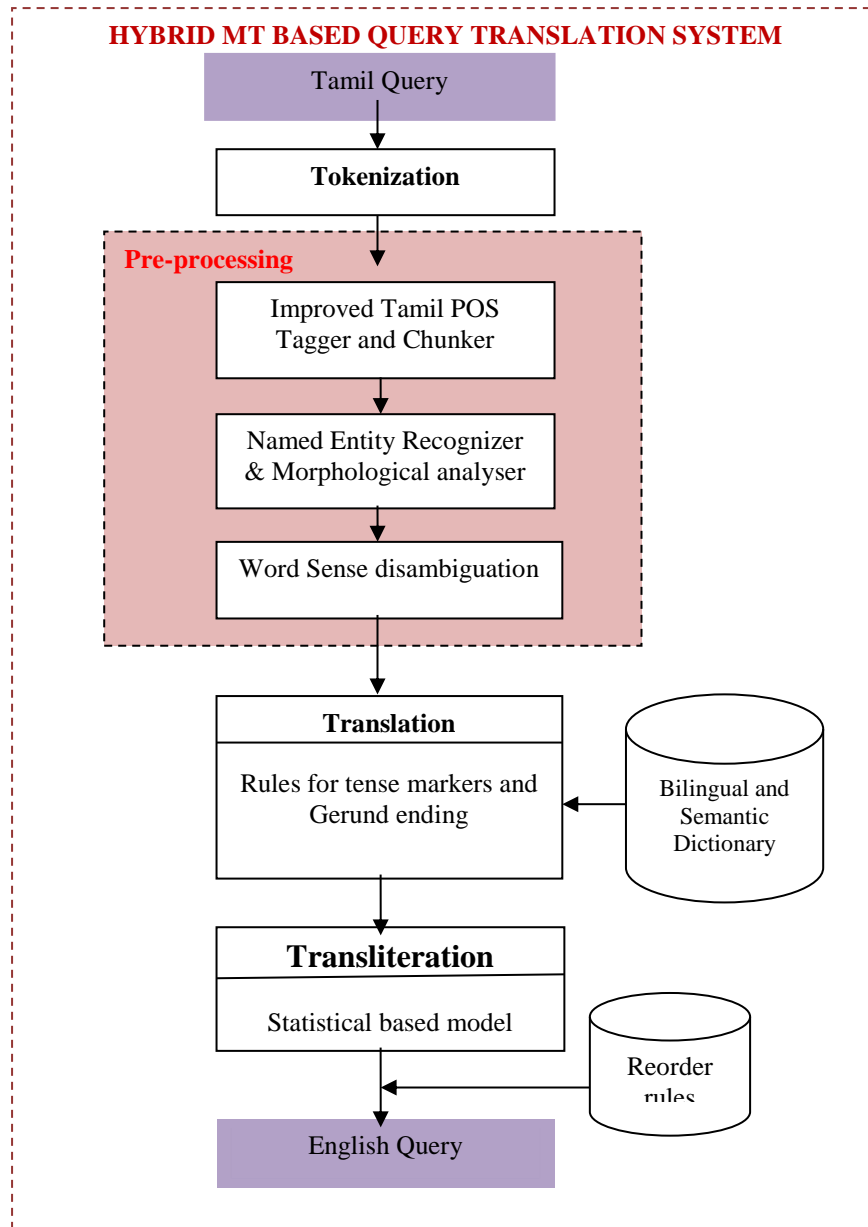 HYBRID MT BASED QUERY TRANSLATION SYSTEM
Tamil Query
Tokenization
Pre-processing
Improved Tamil POS
Tagger and Chunker
Named Entity Recognizer
& Morphological analyser
Word Sense disambiguation
Translation
Rules for tense markers and
Gerund ending
Bilingual and
Semantic
Dictionary
Transliteration
Statistical based model
Reorder
rules
English Query